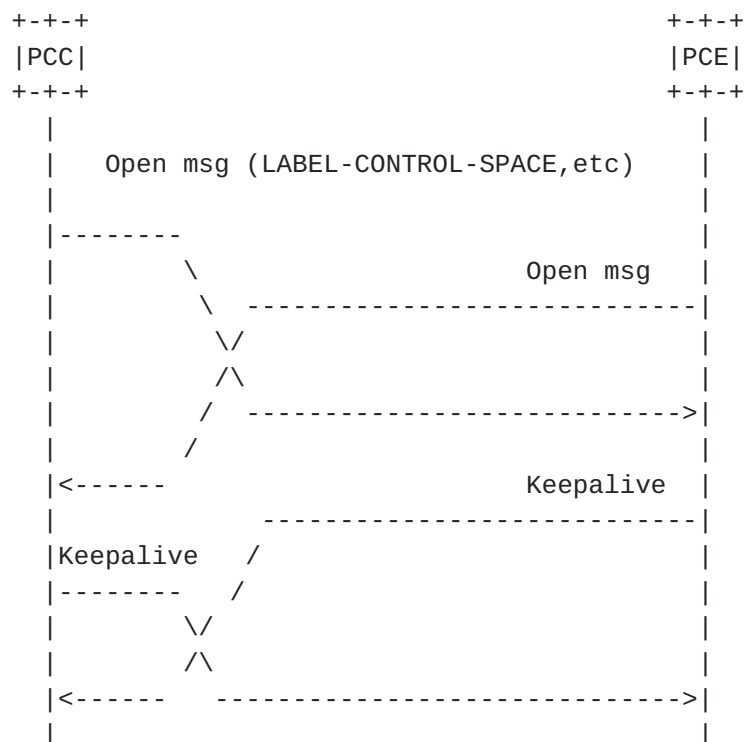 PCC PCE
Open msg (LABEL-CONTROL-SPACE,etc)
Open msg
Keepalive
Keepalive